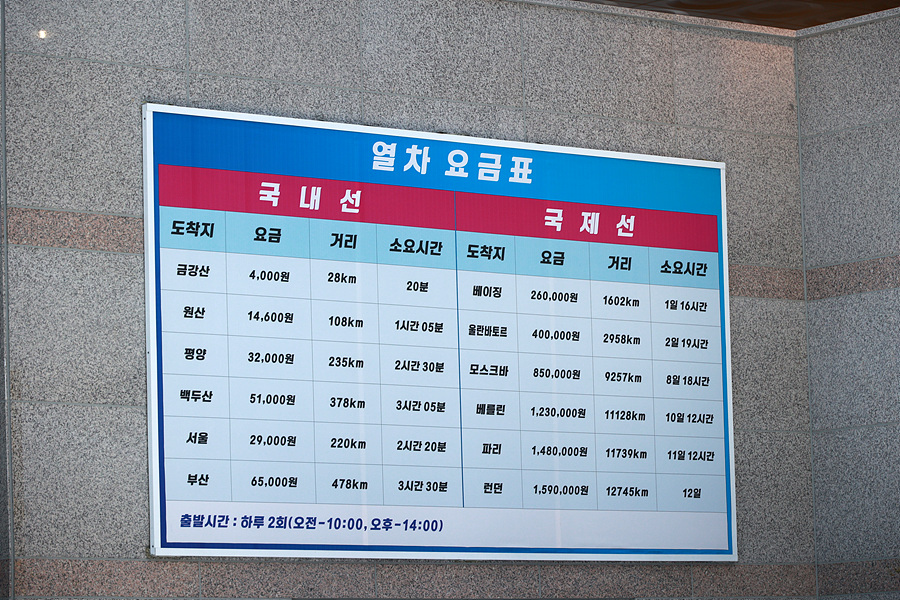 열차 요금표
국내선 국제선
도착지 요금 거리 소요시간 도착지 요금 거리 소요시간
금강산 4,000원 28km 20분 베이징 260,000원 1602km 1일 16시간
원산 14,600원 108km 1시간 05분 울란바토르 400,000원 2958km 2일 19시간
평양 32,000원 235km 2시간 30분 모스크바 850,000원 9257km 8일 18시간
백두산 51,000원 378km 3시간 05분 베를린 1,230,000원 11128km 10일 12시간
서울 29,000원 220km 2시간 20분 파리 1,480,000원 11739km 11일 12시간
부산 65,000원 478km 3시간 30분 런던 1,590,000원 12745km 12일
출발시간 : 하루 2회(오전-10:00, 오후-14:00)